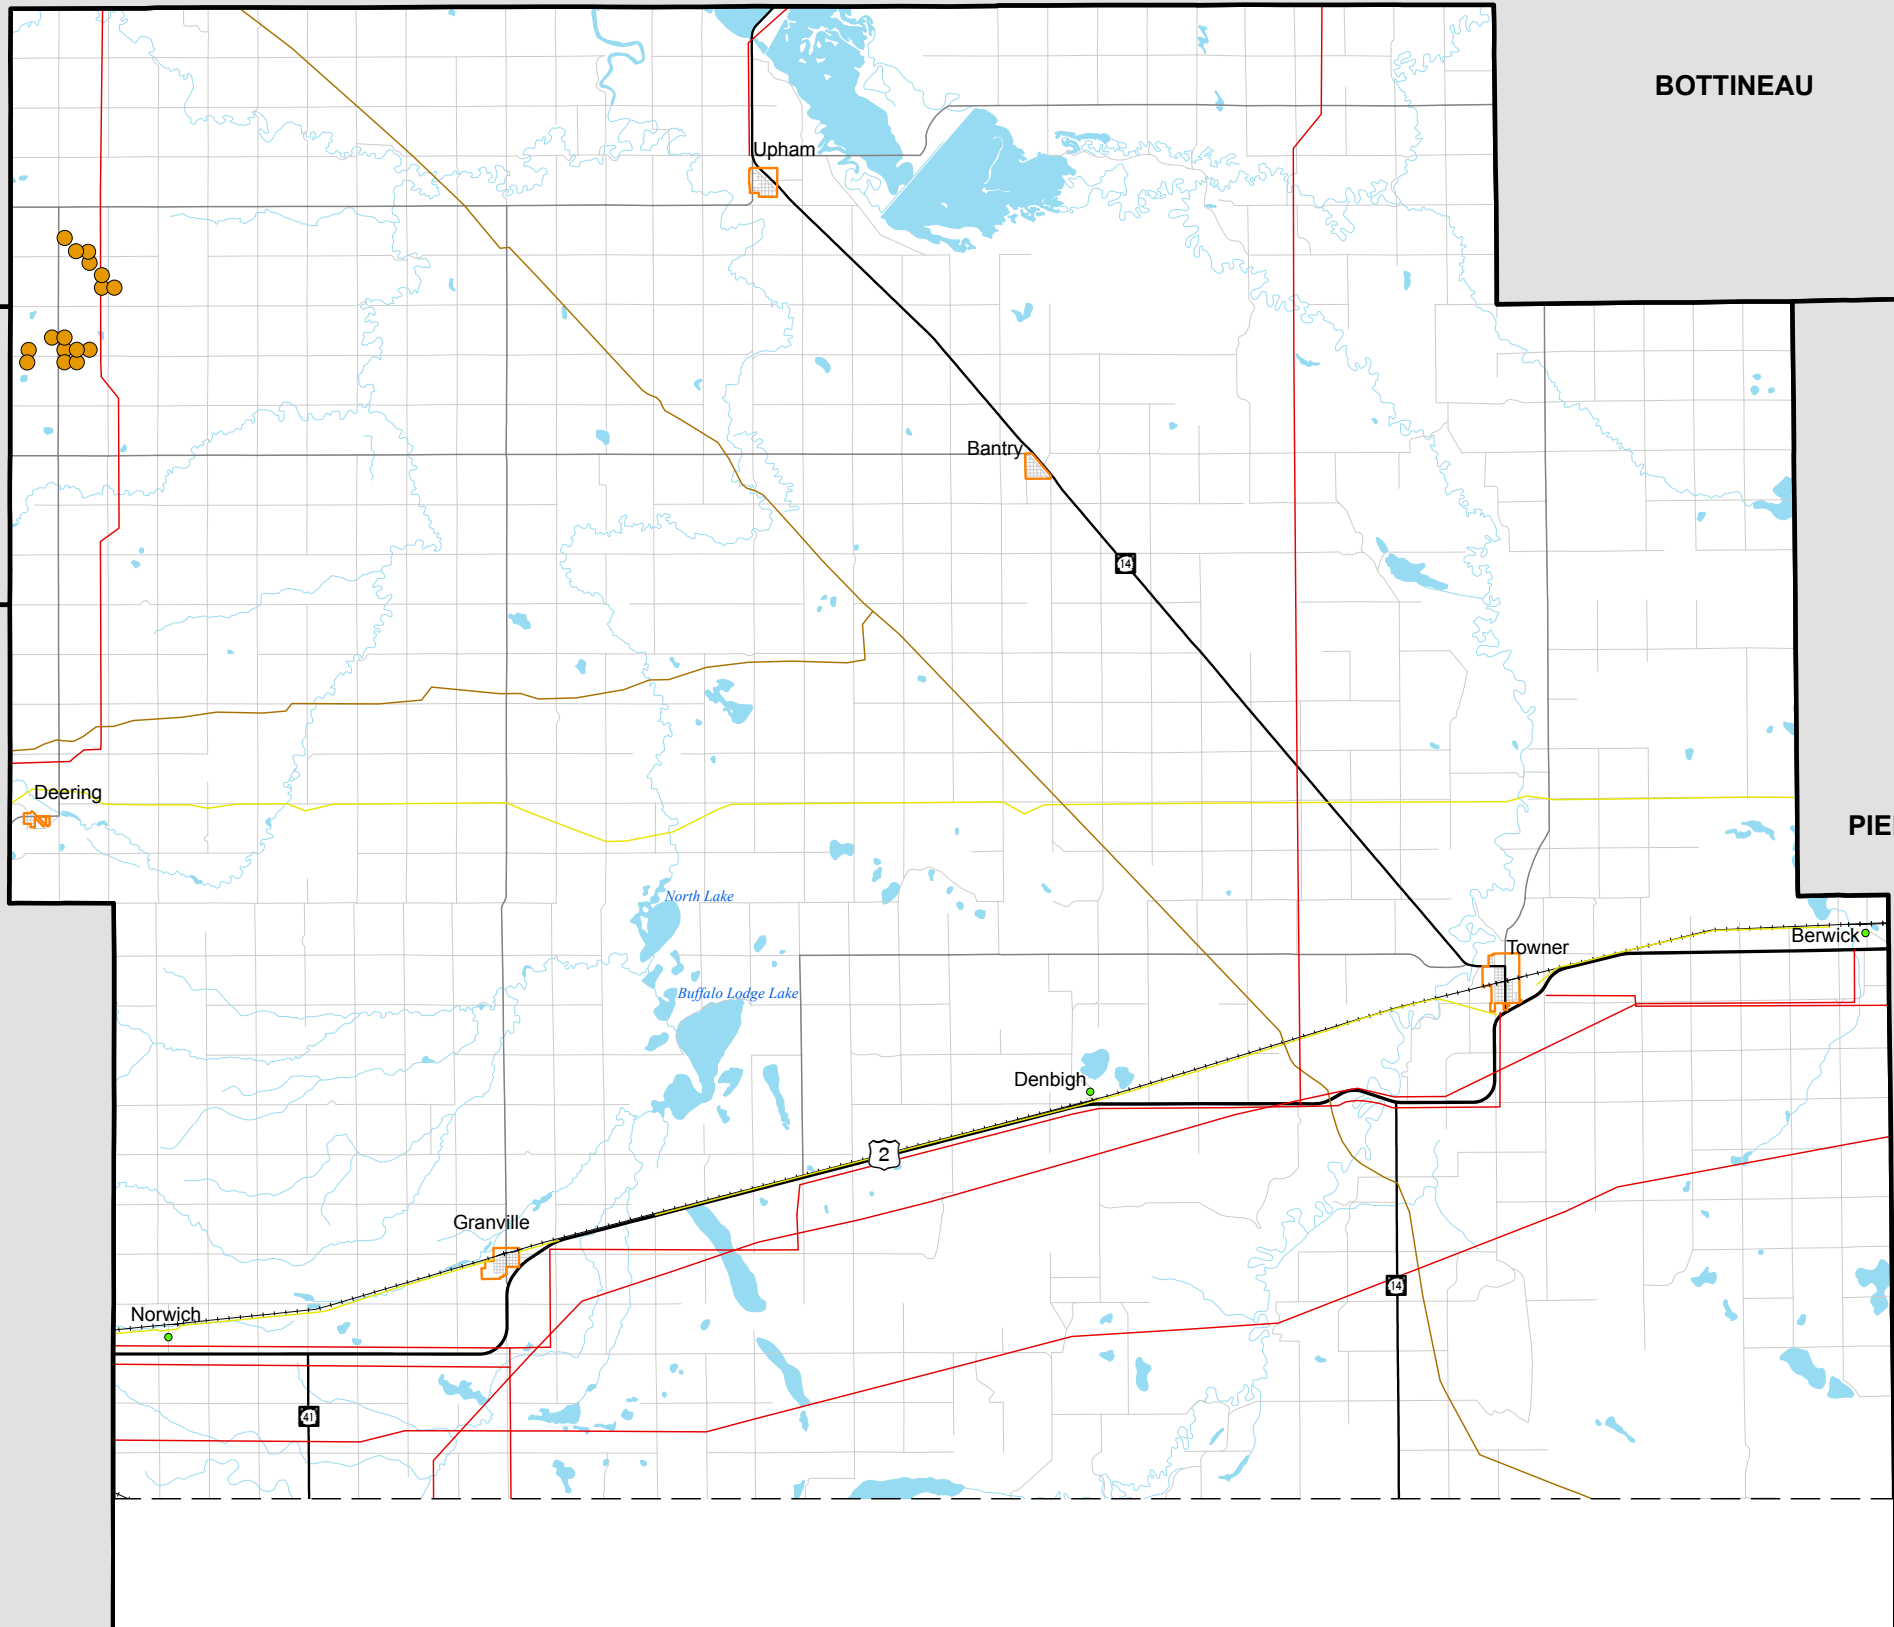 BOTTINEAU
Upham
Bantry
14
Deering
PIE
North Lake
Towner
Berwick
Buffalo Lodge Lake
Denbigh
2
Granville
14
Norwich
41